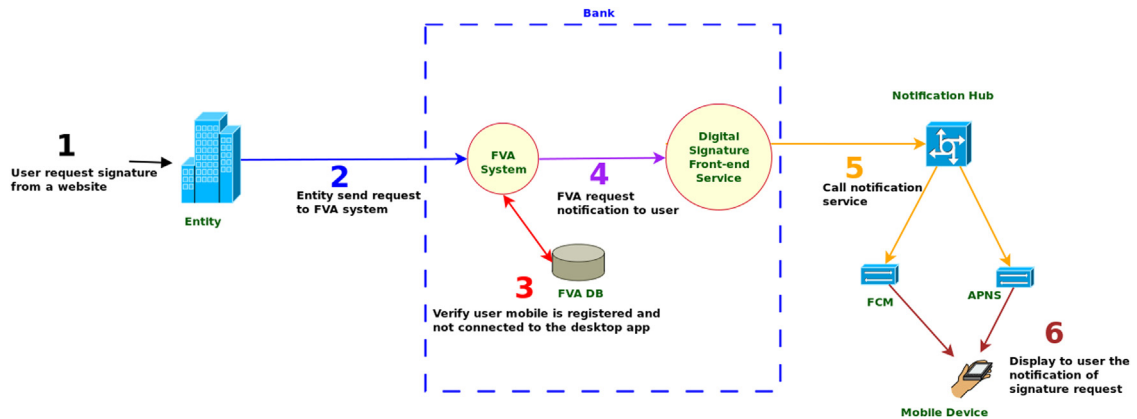 Bank
Notification Hub
1
User request signature
from a website
Entity
2
Entity send request
to FVA system
FVA
System
4
FVA request
notification to user
Digital
Signature
Front-end
Service
5
Call notification
service
3
FVA DB
Verify user mobile is registered and
not connected to the desktop app
FCM
APNS
6
Display to user the
notification of
signature request
Mobile Device